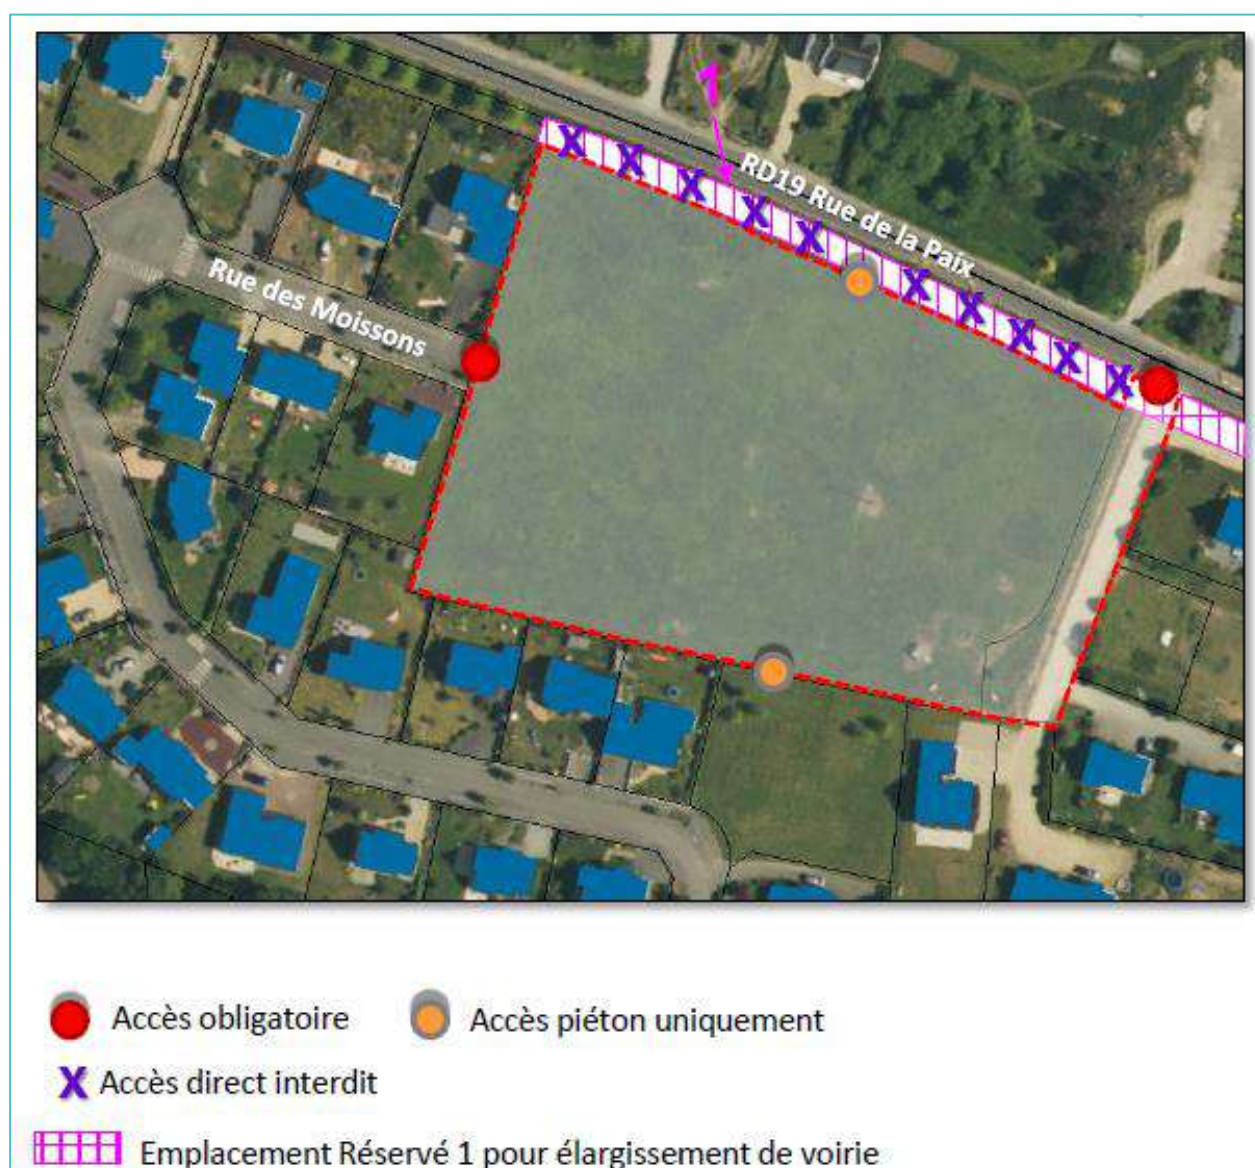 RD19 Rue de la Paix
Rue des Moissons
X X X X X X X X X X
Accès obligatoire
Accès piéton uniquement
X Accès direct interdit
Emplacement Réservé 1 pour élargissement de voirie